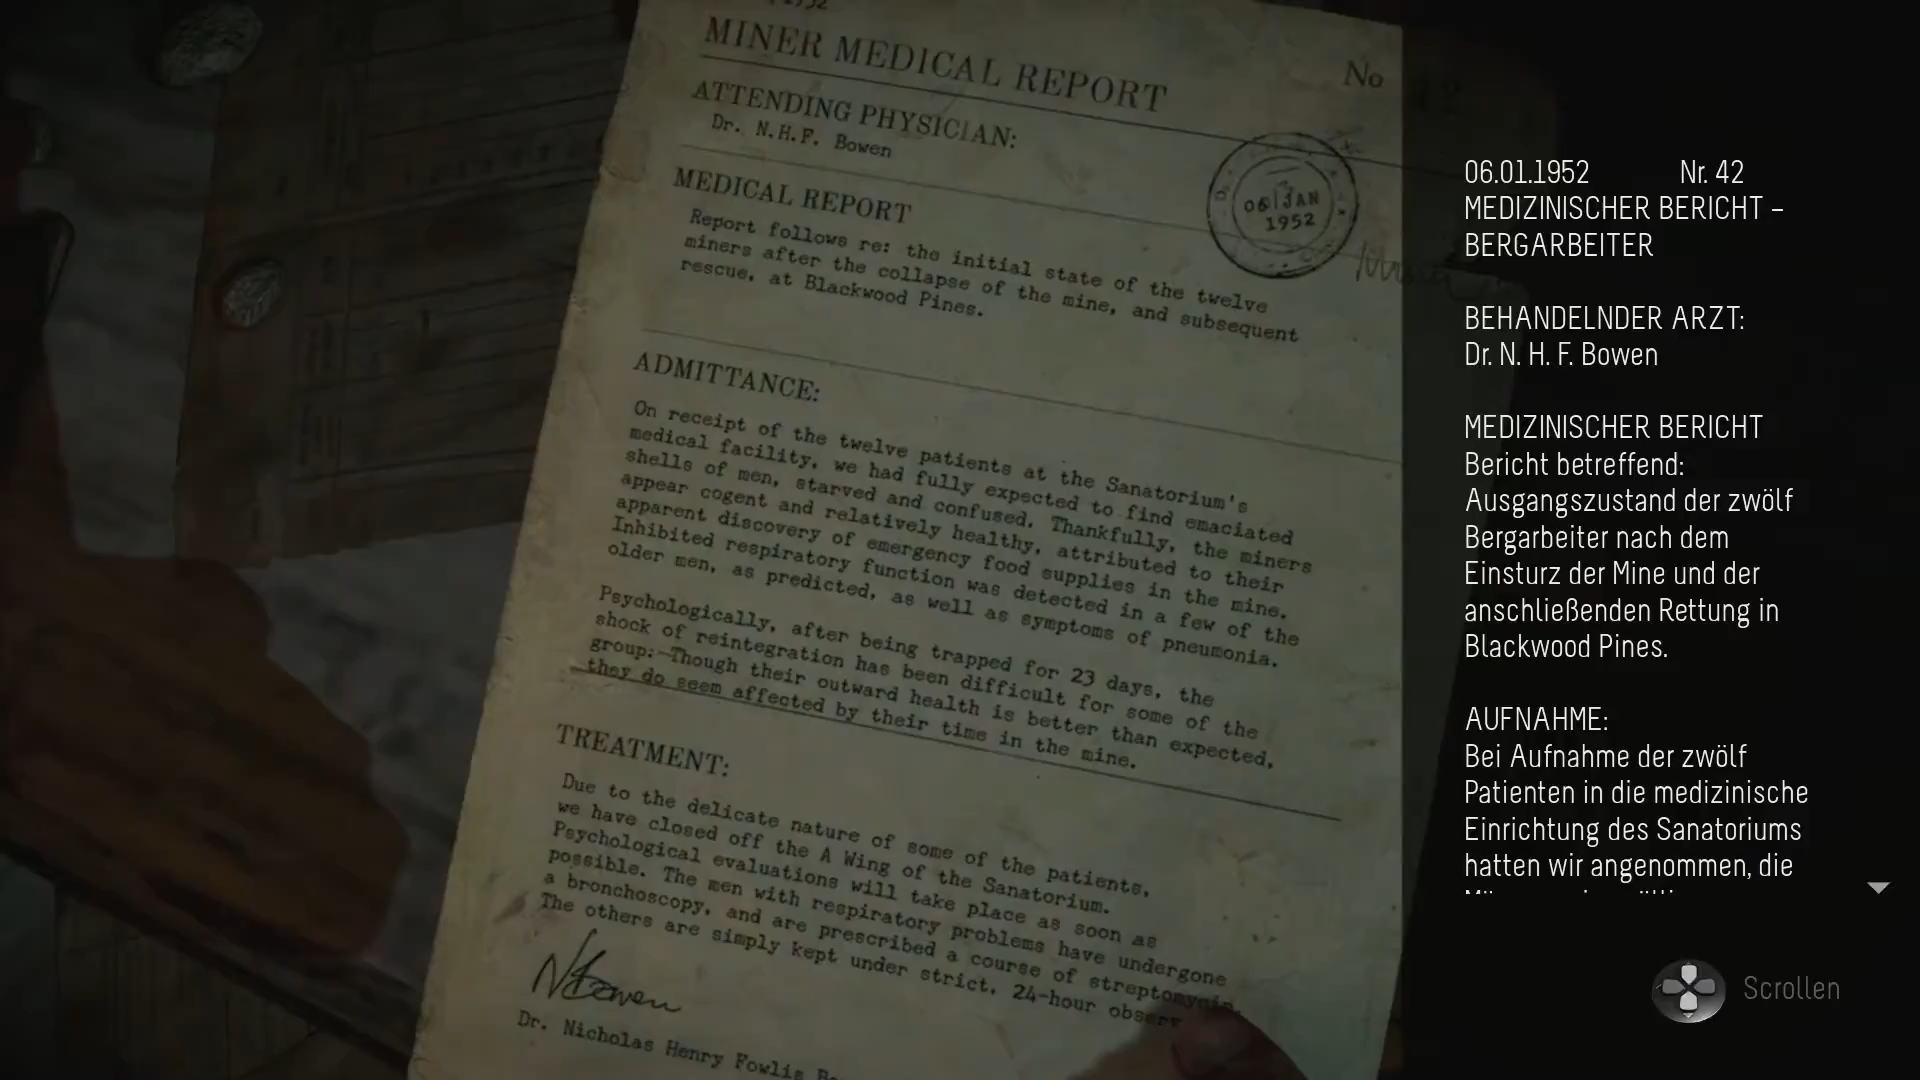 MINER MEDICAL REPORT
No
ATTENDING PHYSICIAN:
Dr. N.H.F. Bowen
06 JAN
1952
MEDICAL REPORT
Report follows re: the initial state of the twelve
miners after the collapse of the mine, and subsequent
rescue, at Blackwood Pines.
ADMITTANCE:
On receipt of the twelve patients at the Sanatorium's
medical facility, we had fully expected to find emaciated
shells of men, starved and confused. Thankfully, the miners
appear cogent and relatively healthy, attributed to their
apparent discovery of emergency food supplies in the mine.
Inhibited respiratory function was detected in a few of the
older men, as predicted, as well as symptoms of pneumonia.
Psychologically, after being trapped for 23 days, the
shock of reintegration has been difficult for some of the
group: Though their outward health is better than expected,
they do seem affected by their time in the mine.
TREATMENT:
Due to the delicate nature of some of the patients,
we have closed off the A Wing of the Sanatorium.
Psychological evaluations will take place as soon as
possible. The men with respiratory problems have undergone
a bronchoscopy, and are prescribed a course of streptomycin.
The others are simply kept under strict, 24-hour observ
NBowen
Dr. Nicholas Henry Fowlis
06.01.1952 Nr. 42
MEDIZINISCHER BERICHT –
BERGARBEITER
BEHANDELNDER ARZT:
Dr. N. H. F. Bowen
MEDIZINISCHER BERICHT
Bericht betreffend:
Ausgangszustand der zwölf
Bergarbeiter nach dem
Einsturz der Mine und der
anschließenden Rettung in
Blackwood Pines.
AUFNAHME:
Bei Aufnahme der zwölf
Patienten in die medizinische
Einrichtung des Sanatoriums
hatten wir angenommen, die
Scrollen